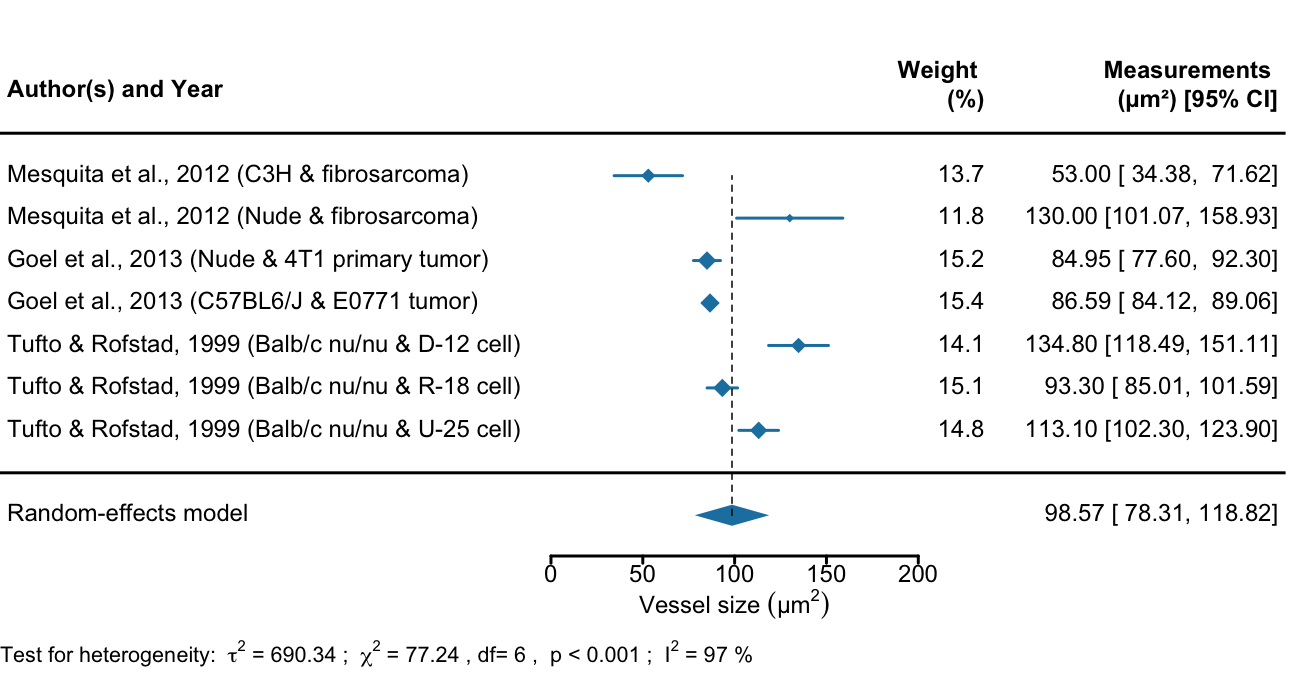 Author(s) and Year Weight (%) Measurements (μm²) [95% CI]
Mesquita et al., 2012 (C3H & fibrosarcoma) 13.7 53.00 [ 34.38, 71.62]
Mesquita et al., 2012 (Nude & fibrosarcoma) 11.8 130.00 [101.07, 158.93]
Goel et al., 2013 (Nude & 4T1 primary tumor) 15.2 84.95 [ 77.60, 92.30]
Goel et al., 2013 (C57BL6/J & E0771 tumor) 15.4 86.59 [ 84.12, 89.06]
Tufto & Rofstad, 1999 (Balb/c nu/nu & D-12 cell) 14.1 134.80 [118.49, 151.11]
Tufto & Rofstad, 1999 (Balb/c nu/nu & R-18 cell) 15.1 93.30 [ 85.01, 101.59]
Tufto & Rofstad, 1999 (Balb/c nu/nu & U-25 cell) 14.8 113.10 [102.30, 123.90]
Random-effects model 98.57 [ 78.31, 118.82]
0 50 100 150 200
Vessel size (μm²)
Test for heterogeneity: τ² = 690.34 ; χ² = 77.24 , df= 6 , p < 0.001 ; I² = 97 %